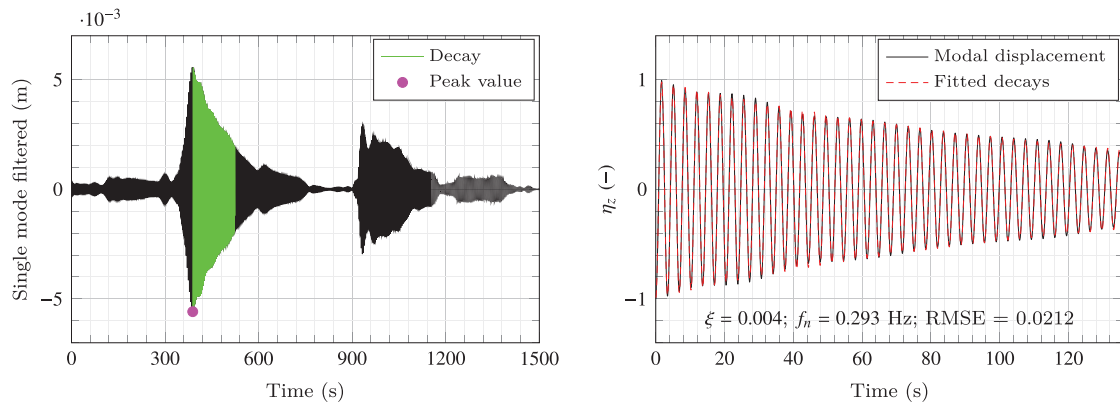 ·10⁻³
Single mode filtered (m)
5
0
−5
Decay
Peak value
0 300 600 900 1200 1500
Time (s)
η_z (−)
1
0
−1
Modal displacement
Fitted decays
ξ = 0.004; f_n = 0.293 Hz; RMSE = 0.0212
0 20 40 60 80 100 120
Time (s)